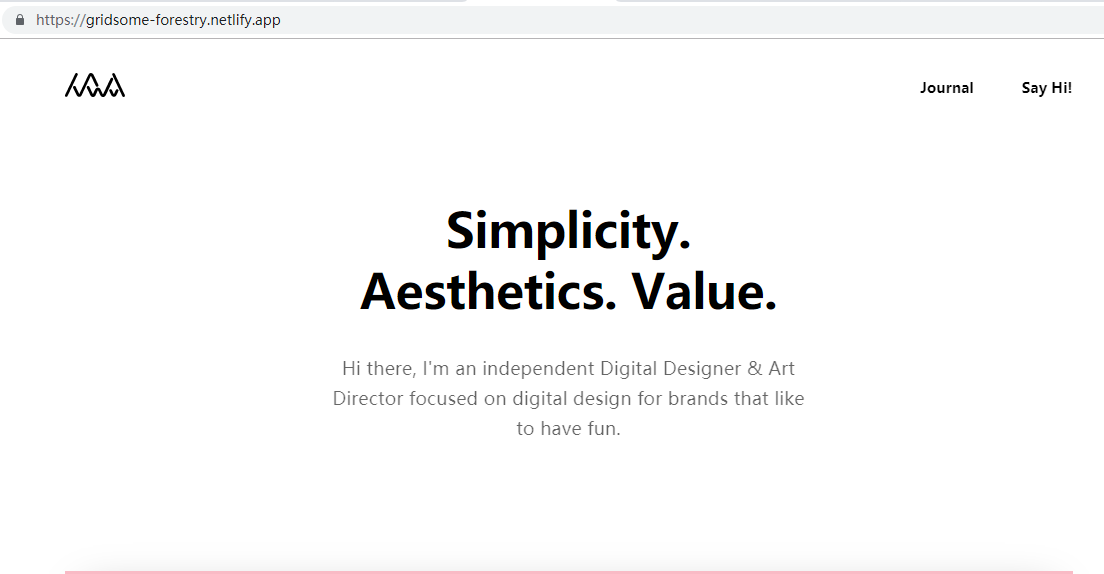 https://gridsome-forestry.netlify.app
Journal Say Hi!
Simplicity.
Aesthetics. Value.
Hi there, I'm an independent Digital Designer & Art
Director focused on digital design for brands that like
to have fun.